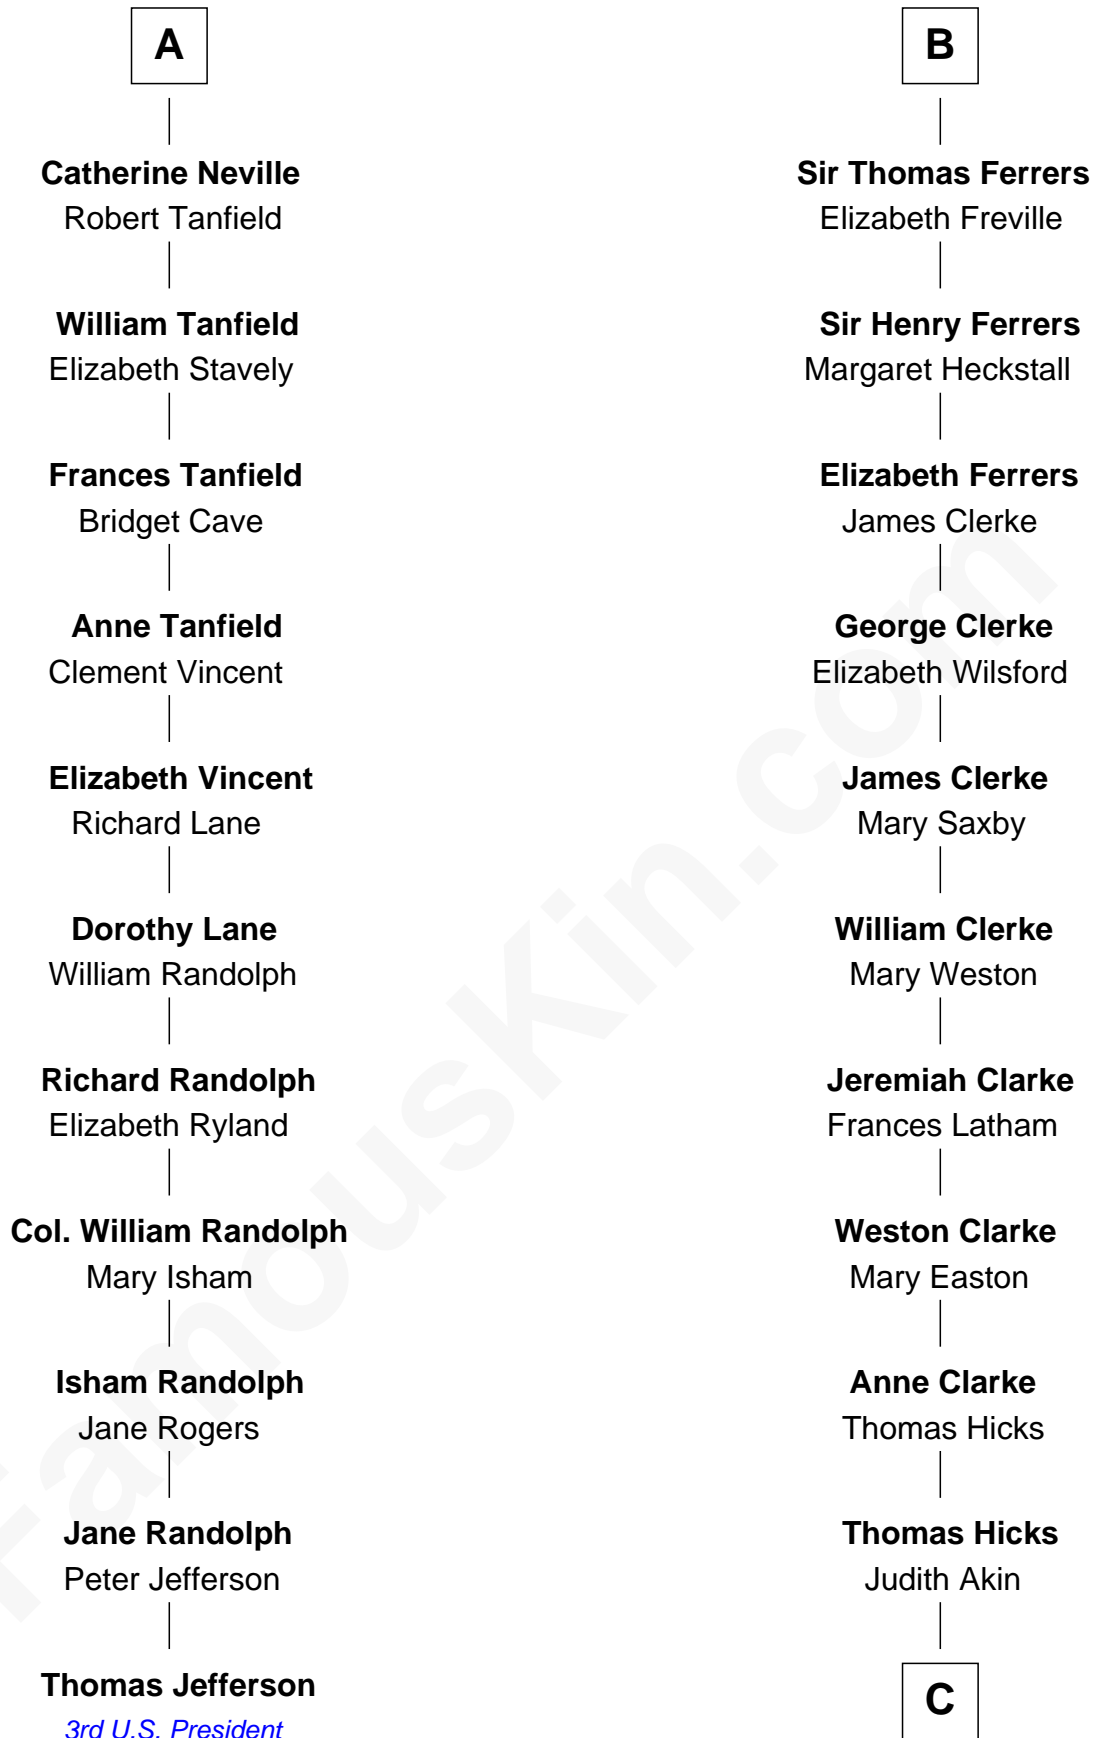 A
Catherine Neville
Robert Tanfield
William Tanfield
Elizabeth Stavely
Frances Tanfield
Bridget Cave
Anne Tanfield
Clement Vincent
Elizabeth Vincent
Richard Lane
Dorothy Lane
William Randolph
Richard Randolph
Elizabeth Ryland
Col. William Randolph
Mary Isham
Isham Randolph
Jane Rogers
Jane Randolph
Peter Jefferson
Thomas Jefferson
3rd U.S. President
B
Sir Thomas Ferrers
Elizabeth Freville
Sir Henry Ferrers
Margaret Heckstall
Elizabeth Ferrers
James Clerke
George Clerke
Elizabeth Wilsford
James Clerke
Mary Saxby
William Clerke
Mary Weston
Jeremiah Clarke
Frances Latham
Weston Clarke
Mary Easton
Anne Clarke
Thomas Hicks
Thomas Hicks
Judith Akin
C
FamousKin.com